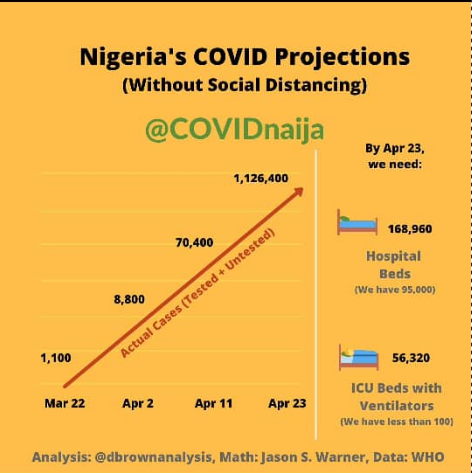 Nigeria's COVID Projections
(Without Social Distancing)
@COVIDnaija
1,126,400
70,400
8,800
1,100
Actual Cases (Tested + Untested)
Mar 22
Apr 2
Apr 11
Apr 23
By Apr 23,
we need:
168,960
Hospital
Beds
(We have 95,000)
56,320
ICU Beds with
Ventilators
(We have less than 100)
Analysis: @dbrownanalysis, Math: Jason S. Warner, Data: WHO